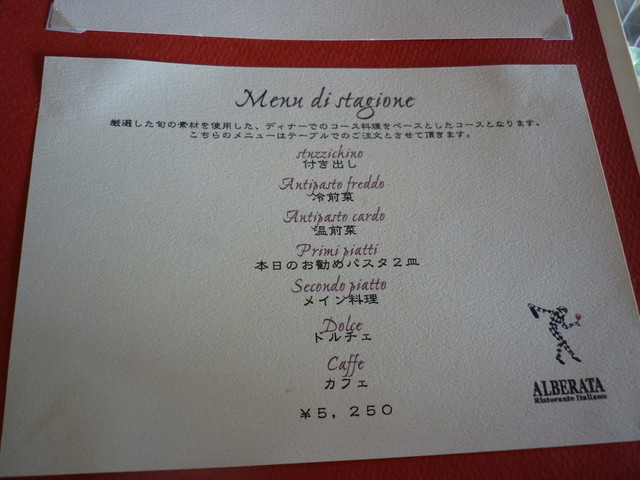 Menu di stagione
厳選した旬の素材を使用した、ディナーでのコース料理をベースとしたコースとなります。
こちらのメニューはテーブルでのご注文とさせて頂きます。
stuzzichino
付き出し
Antipasto freddo
冷前菜
Antipasto cardo
温前菜
Primi piatti
本日のお勧めパスタ２皿
Secondo piatto
メイン料理
Dolce
ドルチェ
Caffe
カフェ
￥５，２５０
ALBERATA
Ristorante Italiano